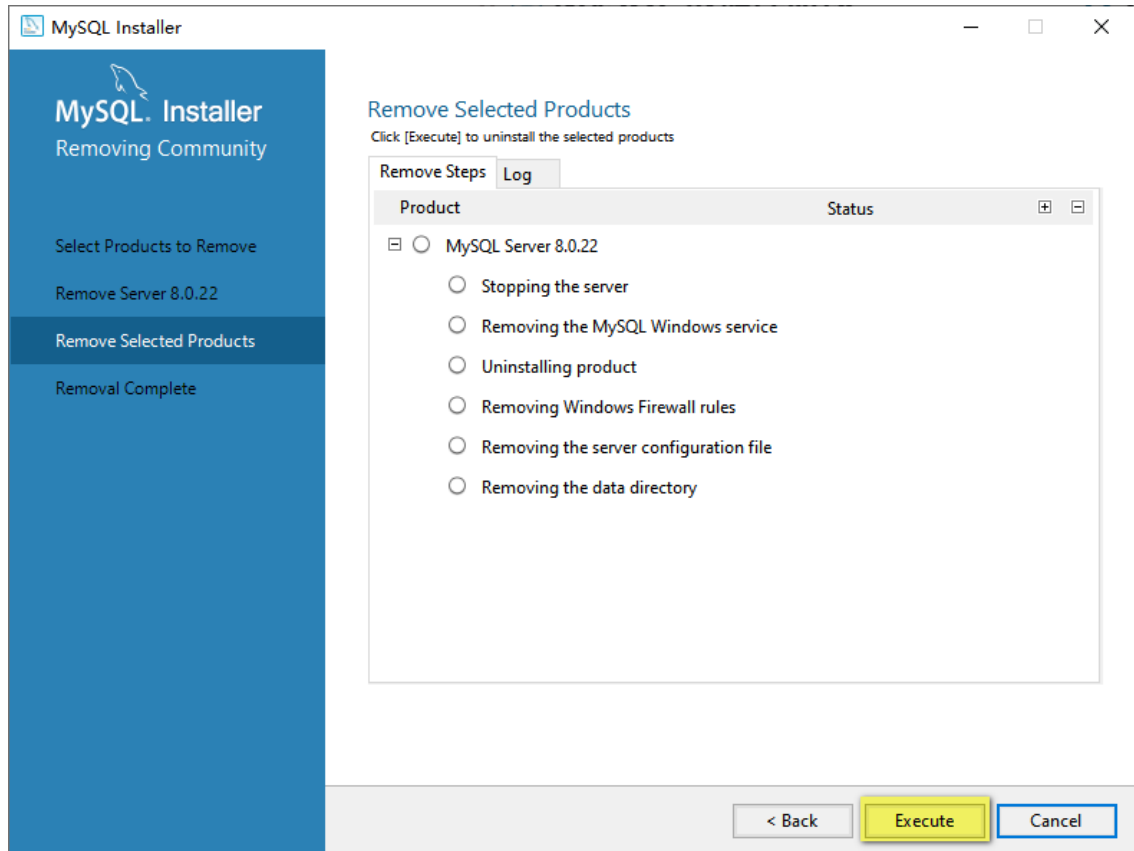 MySQL Installer
MySQL. Installer
Removing Community
Select Products to Remove
Remove Server 8.0.22
Remove Selected Products
Removal Complete
Remove Selected Products
Click [Execute] to uninstall the selected products
Remove Steps Log
Product Status
MySQL Server 8.0.22
Stopping the server
Removing the MySQL Windows service
Uninstalling product
Removing Windows Firewall rules
Removing the server configuration file
Removing the data directory
< Back Execute Cancel